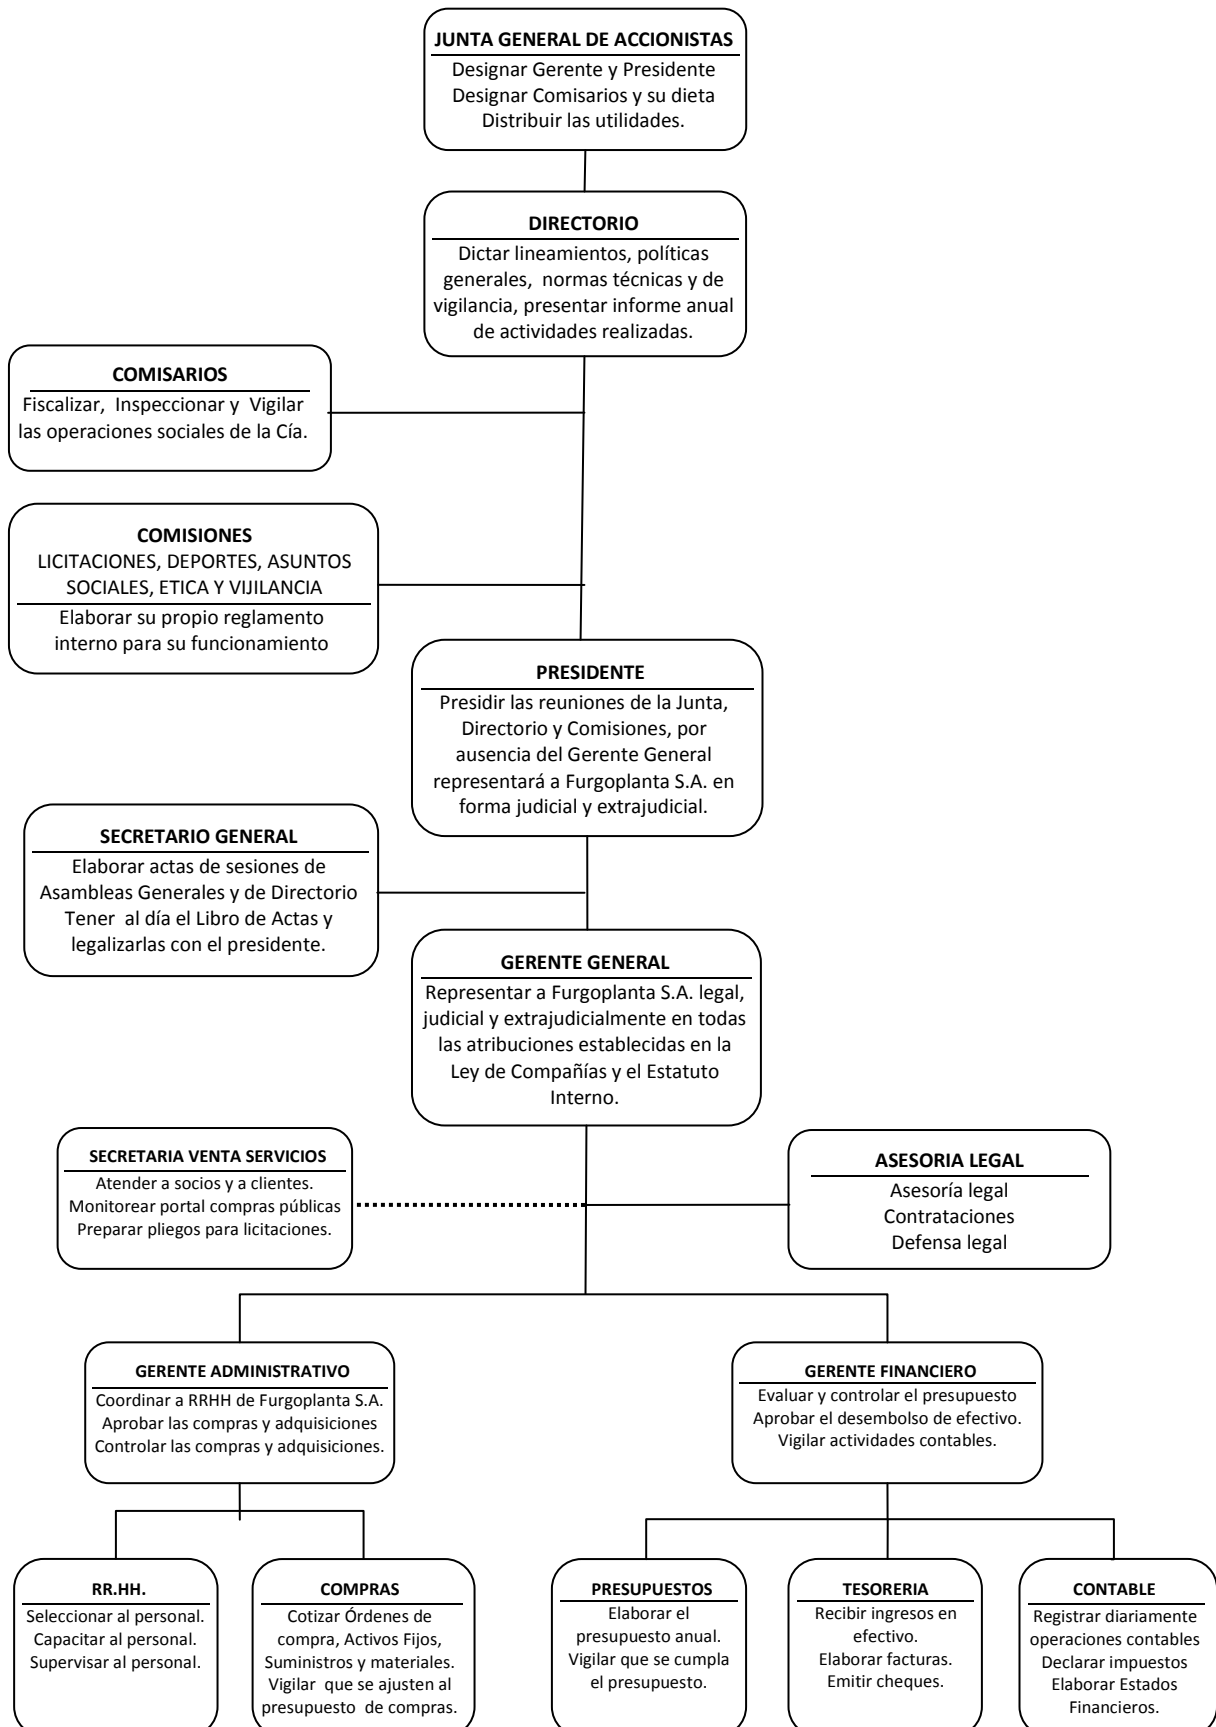 JUNTA GENERAL DE ACCIONISTAS
Designar Gerente y Presidente
Designar Comisarios y su dieta
Distribuir las utilidades.
DIRECTORIO
Dictar lineamientos, políticas
generales, normas técnicas y de
vigilancia, presentar informe anual
de actividades realizadas.
COMISARIOS
Fiscalizar, Inspeccionar y Vigilar
las operaciones sociales de la Cía.
COMISIONES
LICITACIONES, DEPORTES, ASUNTOS
SOCIALES, ETICA Y VIJILANCIA
Elaborar su propio reglamento
interno para su funcionamiento
PRESIDENTE
Presidir las reuniones de la Junta,
Directorio y Comisiones, por
ausencia del Gerente General
representará a Furgoplanta S.A. en
forma judicial y extrajudicial.
SECRETARIO GENERAL
Elaborar actas de sesiones de
Asambleas Generales y de Directorio
Tener al día el Libro de Actas y
legalizarlas con el presidente.
GERENTE GENERAL
Representar a Furgoplanta S.A. legal,
judicial y extrajudicialmente en todas
las atribuciones establecidas en la
Ley de Compañías y el Estatuto
Interno.
SECRETARIA VENTA SERVICIOS
Atender a socios y a clientes.
Monitorear portal compras públicas
Preparar pliegos para licitaciones.
ASESORIA LEGAL
Asesoría legal
Contrataciones
Defensa legal
GERENTE ADMINISTRATIVO
Coordinar a RRHH de Furgoplanta S.A.
Aprobar las compras y adquisiciones
Controlar las compras y adquisiciones.
GERENTE FINANCIERO
Evaluar y controlar el presupuesto
Aprobar el desembolso de efectivo.
Vigilar actividades contables.
RR.HH.
Seleccionar al personal.
Capacitar al personal.
Supervisar al personal.
COMPRAS
Cotizar Órdenes de
compra, Activos Fijos,
Suministros y materiales.
Vigilar que se ajusten al
presupuesto de compras.
PRESUPUESTOS
Elaborar el
presupuesto anual.
Vigilar que se cumpla
el presupuesto.
TESORERIA
Recibir ingresos en
efectivo.
Elaborar facturas.
Emitir cheques.
CONTABLE
Registrar diariamente
operaciones contables
Declarar impuestos
Elaborar Estados
Financieros.